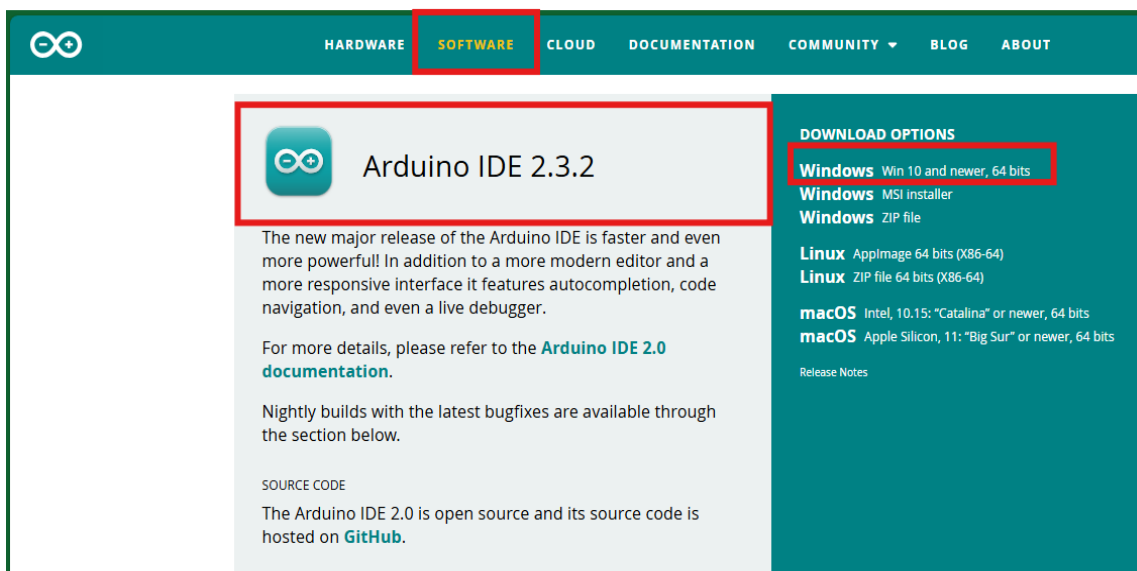 HARDWARE SOFTWARE CLOUD DOCUMENTATION COMMUNITY BLOG ABOUT
Arduino IDE 2.3.2
The new major release of the Arduino IDE is faster and even
more powerful! In addition to a more modern editor and a
more responsive interface it features autocompletion, code
navigation, and even a live debugger.
For more details, please refer to the Arduino IDE 2.0
documentation.
Nightly builds with the latest bugfixes are available through
the section below.
SOURCE CODE
The Arduino IDE 2.0 is open source and its source code is
hosted on GitHub.
DOWNLOAD OPTIONS
Windows Win 10 and newer, 64 bits
Windows MSI installer
Windows ZIP file
Linux AppImage 64 bits (X86-64)
Linux ZIP file 64 bits (X86-64)
macOS Intel, 10.15: “Catalina” or newer, 64 bits
macOS Apple Silicon, 11: “Big Sur” or newer, 64 bits
Release Notes